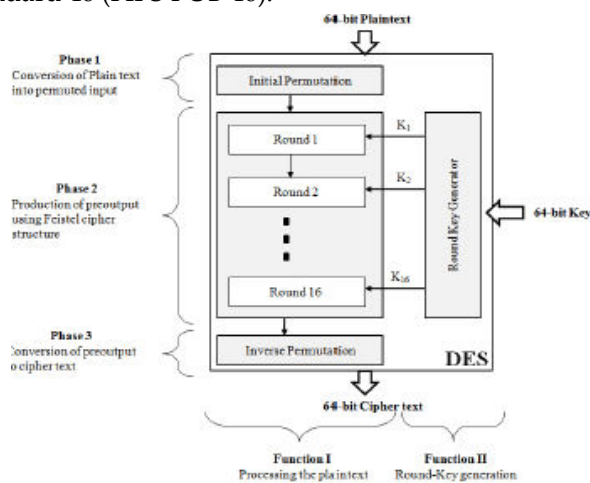 64-bit Plaintext
Phase 1
Conversion of Plain text
into permuted input
Initial Permutation
Phase 2
Production of preoutput
using Feistel cipher
structure
Round 1
K1
Round 2
K2
Round 16
K16
Round Key Generator
64-bit Key
Phase 3
Conversion of preoutput
o cipher text
Inverse Permutation
DES
64-bit Cipher text
Function I
Processing the plaintext
Function II
Round-Key generation